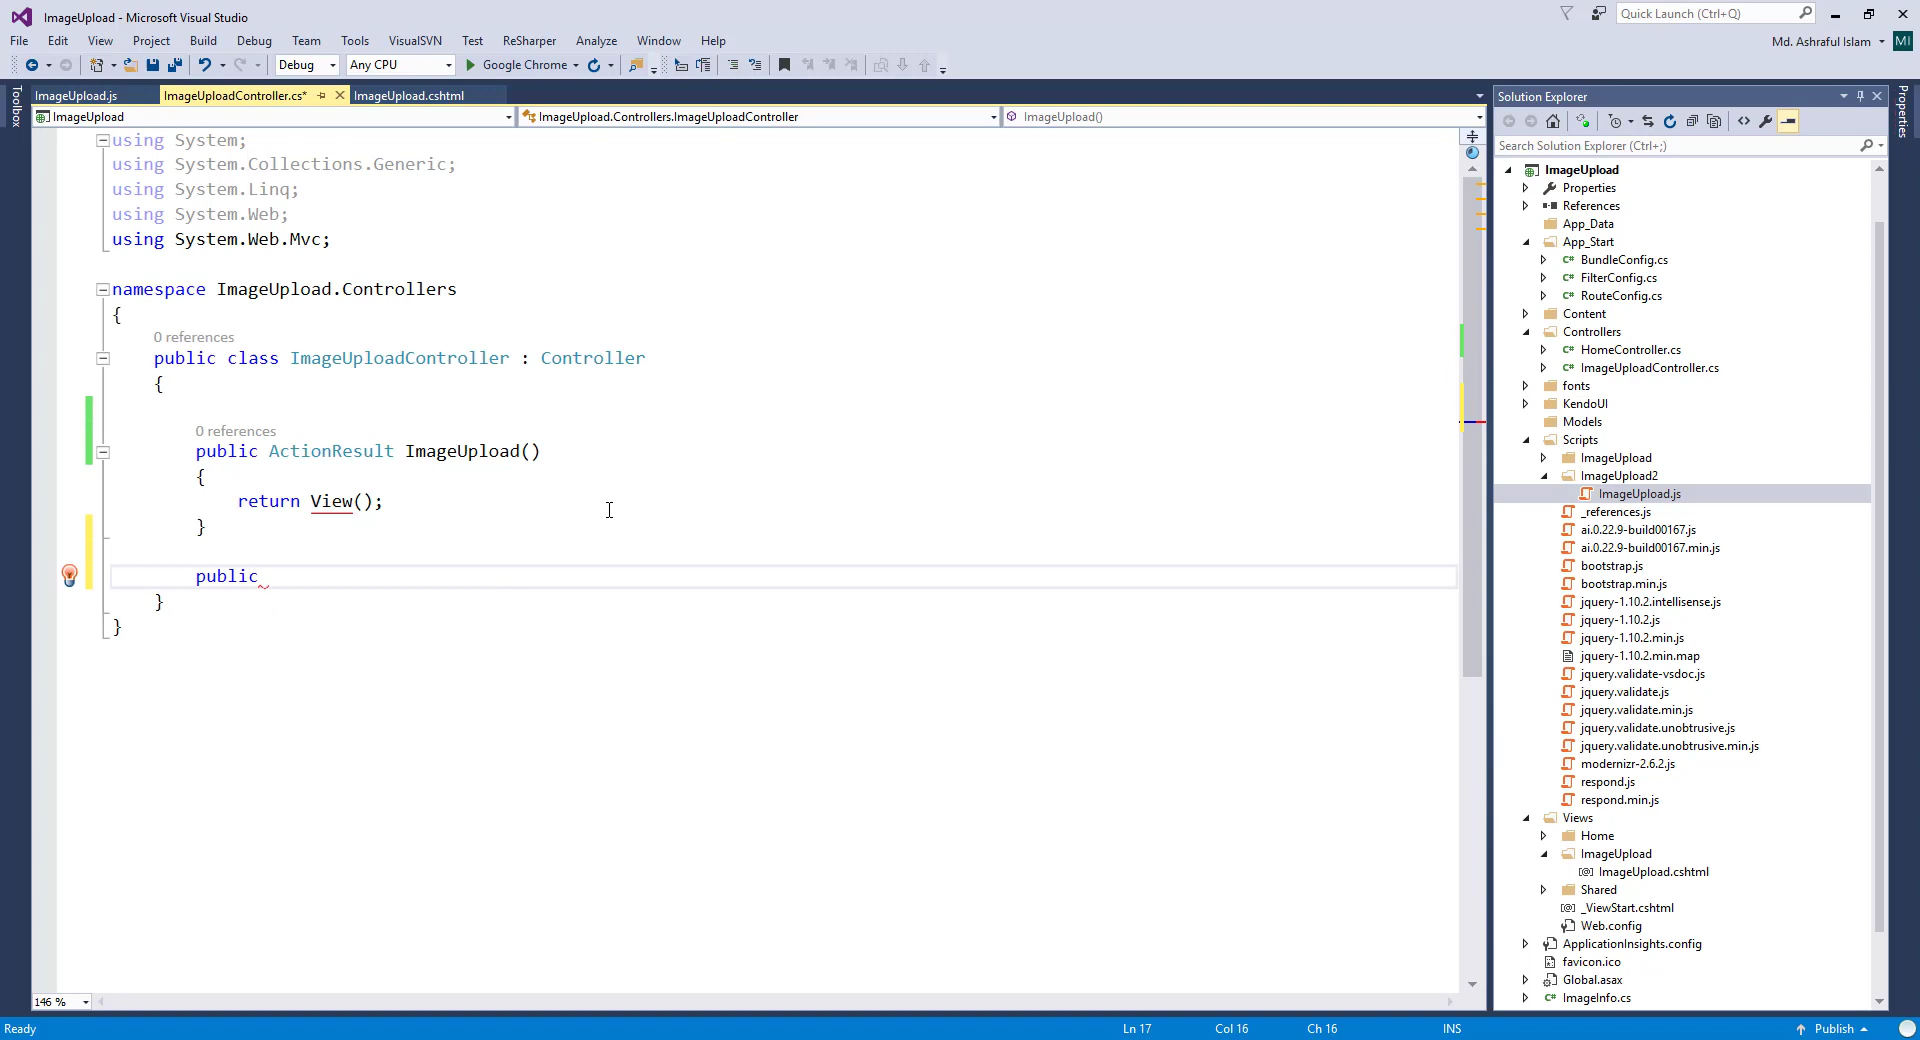 ImageUpload - Microsoft Visual Studio
Quick Launch (Ctrl+Q)
File Edit View Project Build Debug Team Tools VisualSVN Test ReSharper Analyze Window Help
Md. Ashraful Islam MI
Debug Any CPU Google Chrome
Toolbox
ImageUpload.js ImageUploadController.cs* ImageUpload.cshtml
ImageUpload ImageUpload.Controllers.ImageUploadController ImageUpload()
using System;
using System.Collections.Generic;
using System.Linq;
using System.Web;
using System.Web.Mvc;
namespace ImageUpload.Controllers
{
0 references
public class ImageUploadController : Controller
{
0 references
public ActionResult ImageUpload()
{
return View();
}
public
}
}
146 %
Solution Explorer
Properties
Search Solution Explorer (Ctrl+;)
ImageUpload
Properties
References
App_Data
App_Start
C# BundleConfig.cs
C# FilterConfig.cs
C# RouteConfig.cs
Content
Controllers
C# HomeController.cs
C# ImageUploadController.cs
fonts
KendoUI
Models
Scripts
ImageUpload
ImageUpload2
ImageUpload.js
_references.js
ai.0.22.9-build00167.js
ai.0.22.9-build00167.min.js
bootstrap.js
bootstrap.min.js
jquery-1.10.2.intellisense.js
jquery-1.10.2.js
jquery-1.10.2.min.js
jquery-1.10.2.min.map
jquery.validate-vsdoc.js
jquery.validate.js
jquery.validate.min.js
jquery.validate.unobtrusive.js
jquery.validate.unobtrusive.min.js
modernizr-2.6.2.js
respond.js
respond.min.js
Views
Home
ImageUpload
[@] ImageUpload.cshtml
Shared
[@] _ViewStart.cshtml
Web.config
ApplicationInsights.config
favicon.ico
Global.asax
C# ImageInfo.cs
Ready Ln 17 Col 16 Ch 16 INS Publish